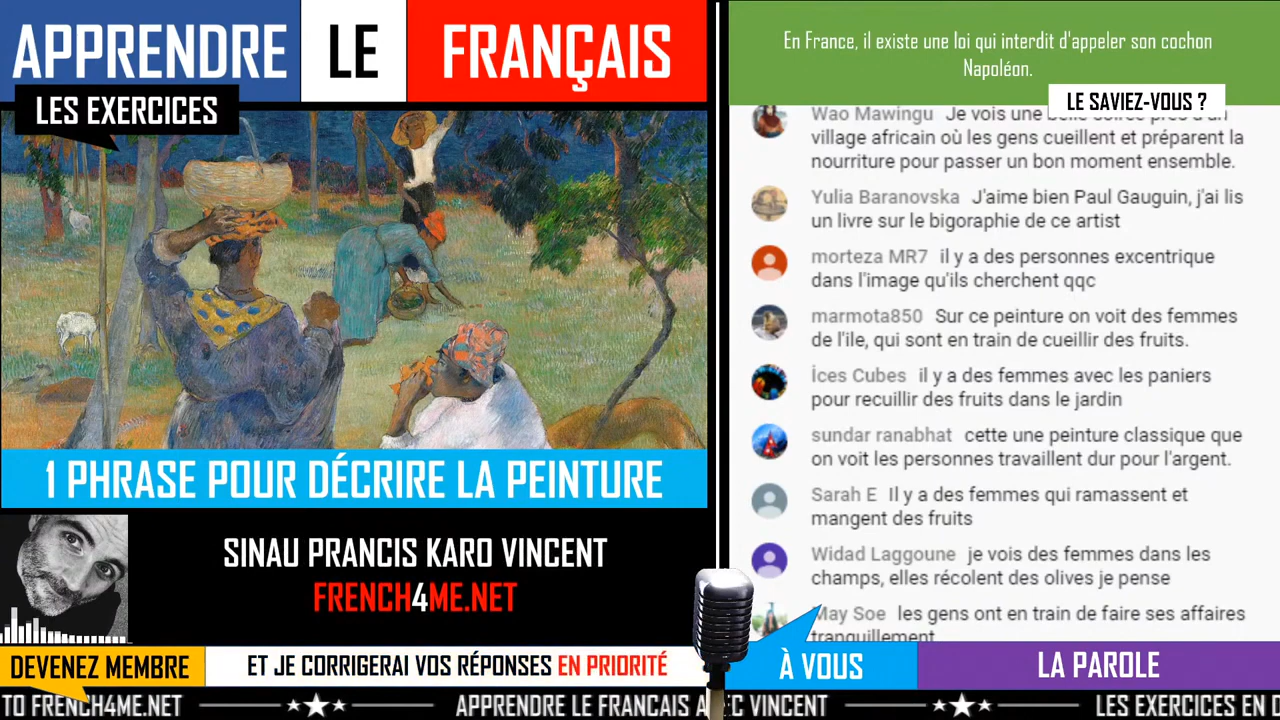 APPRENDRE LE FRANÇAIS
LES EXERCICES
1 PHRASE POUR DÉCRIRE LA PEINTURE
SINAU PRANCIS KARO VINCENT
FRENCH4ME.NET
DEVENEZ MEMBRE
ET JE CORRIGERAI VOS RÉPONSES EN PRIORITÉ
En France, il existe une loi qui interdit d'appeler son cochon
Napoléon.
LE SAVIEZ-VOUS ?
Wao Mawingu Je vois une belle soirée près d'un
village africain où les gens cueillent et préparent la
nourriture pour passer un bon moment ensemble.
Yulia Baranovska J'aime bien Paul Gauguin, j'ai lis
un livre sur le bigoraphie de ce artist
morteza MR7 il y a des personnes excentrique
dans l'image qu'ils cherchent qqc
marmota850 Sur ce peinture on voit des femmes
de l'ile, qui sont en train de cueillir des fruits.
İces Cubes il y a des femmes avec les paniers
pour recuillir des fruits dans le jardin
sundar ranabhat cette une peinture classique que
on voit les personnes travaillent dur pour l'argent.
Sarah E Il y a des femmes qui ramassent et
mangent des fruits
Widad Laggoune je vois des femmes dans les
champs, elles récolent des olives je pense
May Soe les gens ont en train de faire ses affaires
tranquillement
À VOUS LA PAROLE
TO FRENCH4ME.NET APPRENDRE LE FRANCAIS AVEC VINCENT LES EXERCICES EN